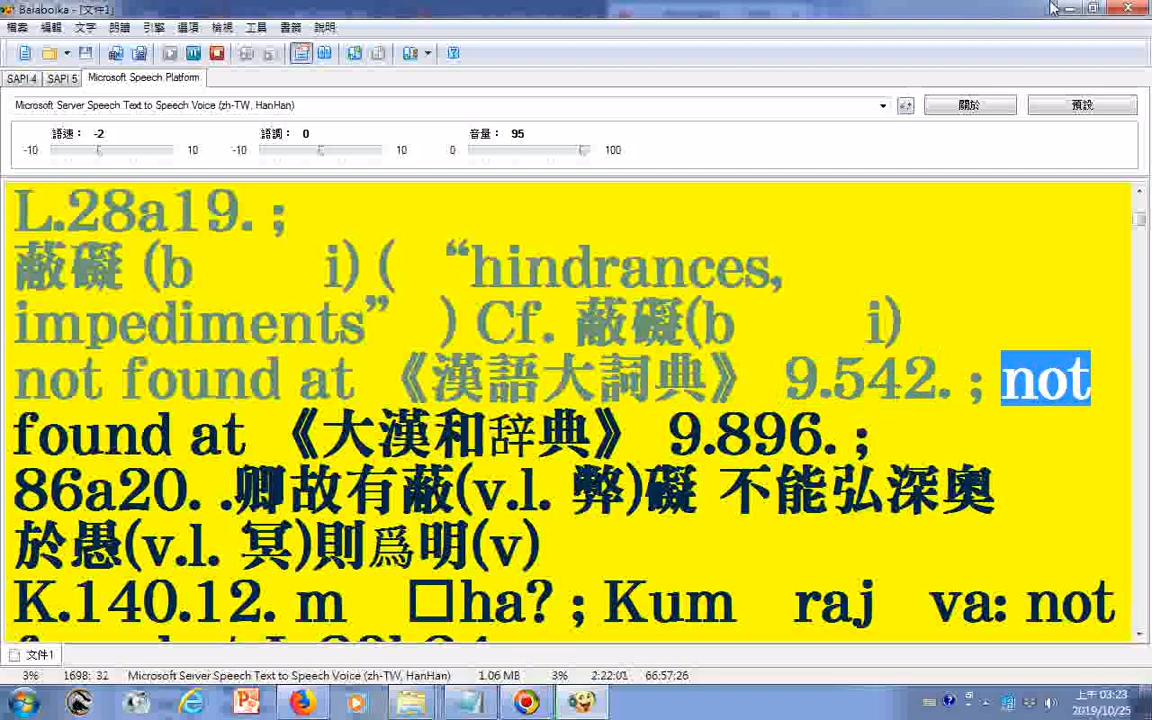 Balabolka - [文件1]
檔案 編輯 文字 朗讀 引擎 選項 檢視 工具 書籤 說明
SAPI 4 SAPI 5 Microsoft Speech Platform
Microsoft Server Speech Text to Speech Voice (zh-TW, HanHan) 關於 預設
語速： -2 語調： 0 音量： 95
-10 10 -10 10 0 100
L.28a19. ;
蔽礙 (b i) ( “hindrances,
impediments” ) Cf. 蔽礙(b i)
not found at 《漢語大詞典》 9.542. ; not
found at 《大漢和辞典》 9.896. ;
86a20. .卿故有蔽(v.l. 弊)礙 不能弘深奧
於愚(v.l. 冥)則爲明(v)
K.140.12. m □ha? ; Kum raj va: not
文件1
3% 1698: 32 Microsoft Server Speech Text to Speech Voice (zh-TW, HanHan) 1.06 MB 3% 2:22:01 66:57:26
上午 03:23
2019/10/25